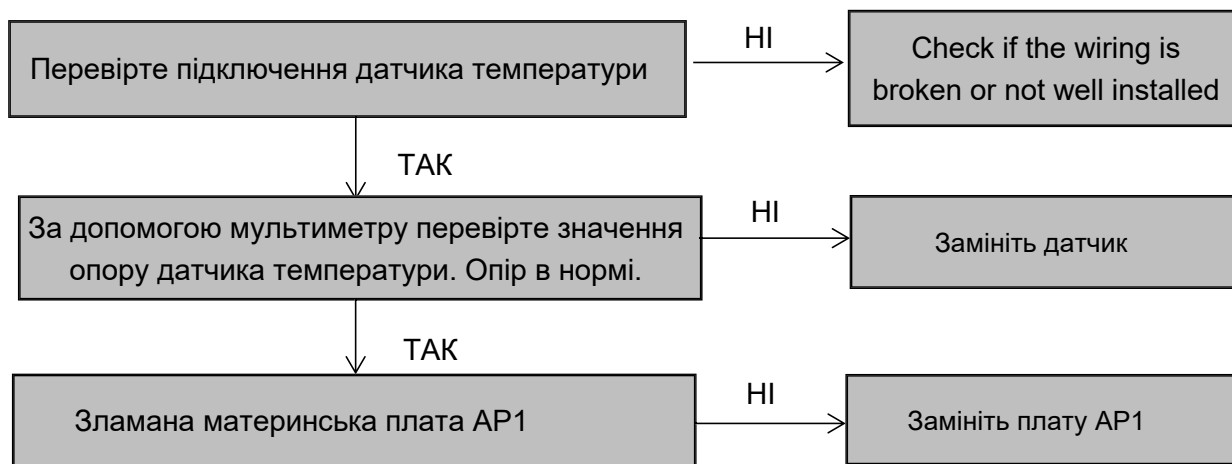 Перевірте підключення датчика температури
НІ
Check if the wiring is
broken or not well installed
ТАК
За допомогою мультиметру перевірте значення
опору датчика температури. Опір в нормі.
НІ
Замініть датчик
ТАК
Зламана материнська плата AP1
НІ
Замініть плату AP1